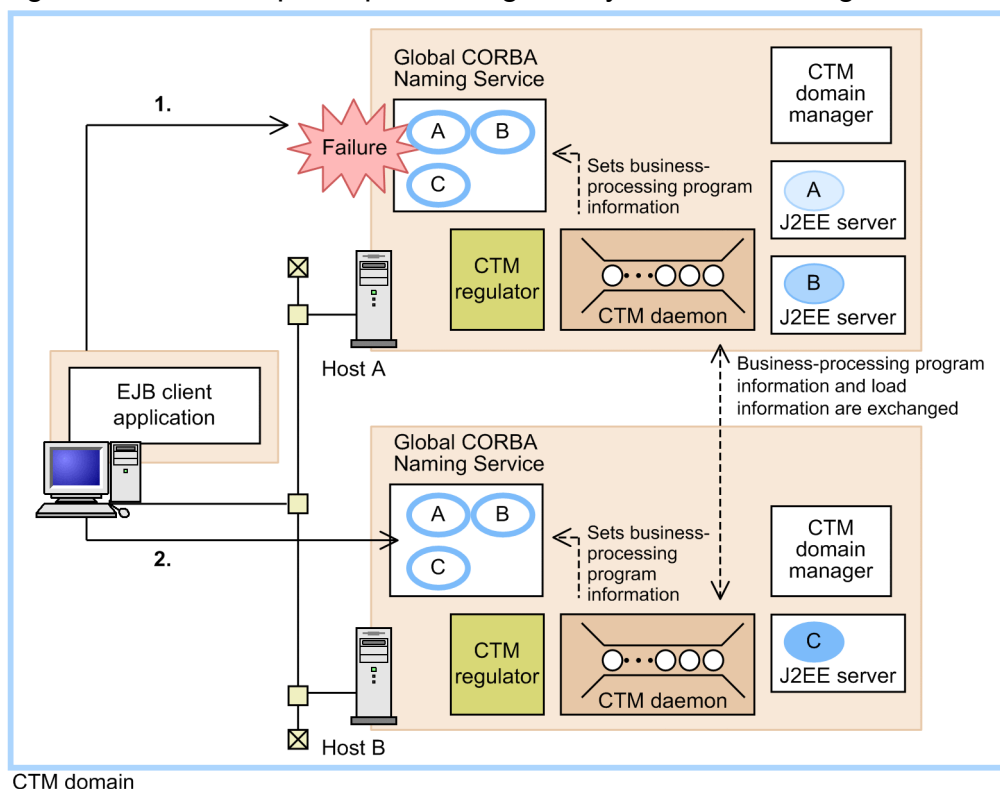 Global CORBA
Naming Service
1.
Failure
A
B
C
Sets business-
processing program
information
CTM
domain
manager
A
J2EE server
B
J2EE server
CTM
regulator
CTM daemon
Host A
EJB client
application
Business-processing program
information and load
information are exchanged
Global CORBA
Naming Service
A
B
C
2.
Sets business-
processing
program
information
CTM
domain
manager
C
J2EE server
CTM
regulator
CTM daemon
Host B
CTM domain